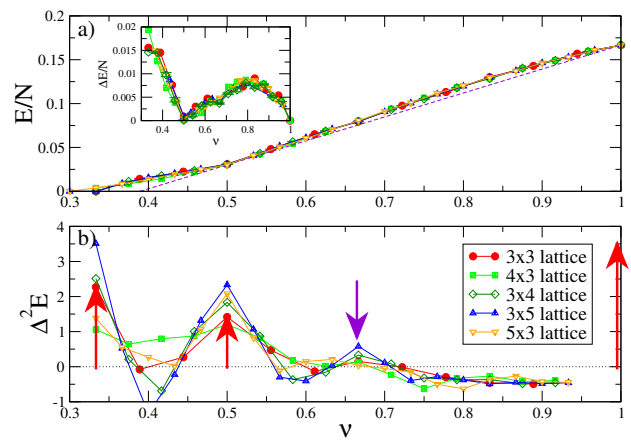 a)
E/N
0.15
0.1
0.05
0
0.3 0.4 0.5 0.6 0.7 0.8 0.9 1
ΔE/N
0.02
0.015
0.01
0.005
0
0.4 0.6 0.8 1
ν
b)
Δ²E
4
3
2
1
0
-1
0.3 0.4 0.5 0.6 0.7 0.8 0.9 1
ν
3x3 lattice
4x3 lattice
3x4 lattice
3x5 lattice
5x3 lattice